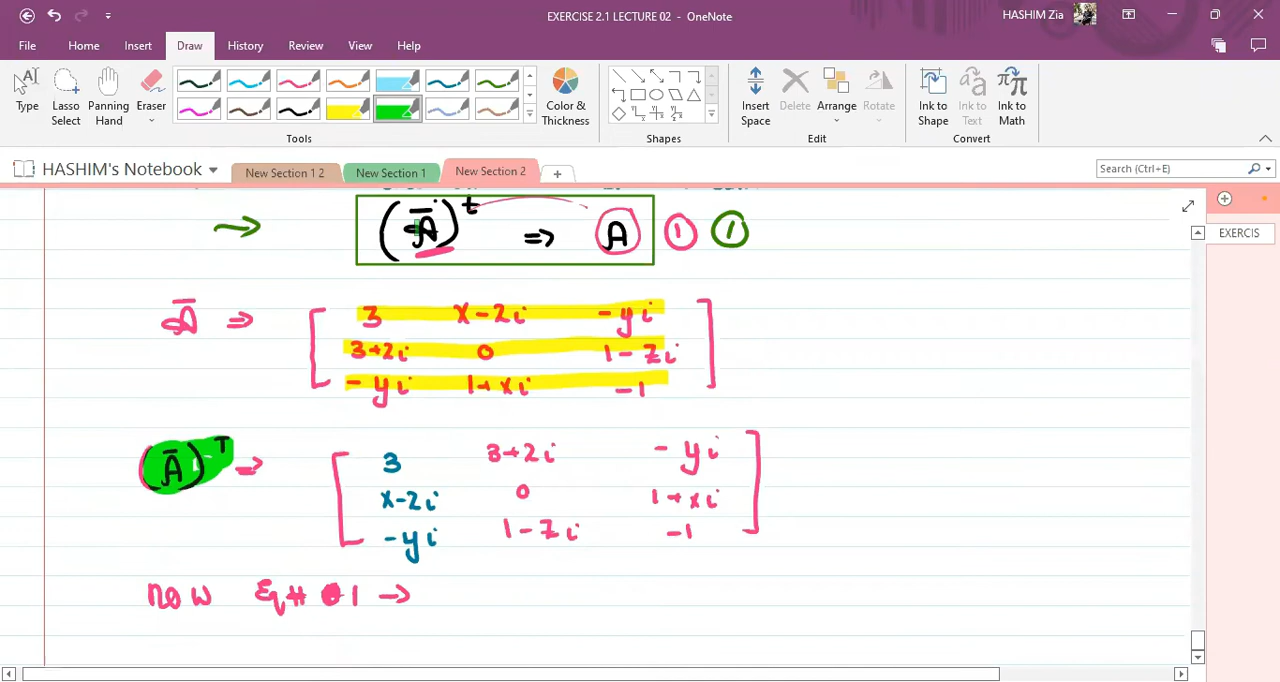 EXERCISE 2.1 LECTURE 02 - OneNote
HASHIM Zia
File Home Insert Draw History Review View Help
Type Lasso Select Panning Hand Eraser
Color & Thickness
Insert Space Delete Arrange Rotate
Ink to Shape Ink to Text Ink to Math
Tools Shapes Edit Convert
HASHIM's Notebook New Section 1 2 New Section 1 New Section 2 +
Search (Ctrl+E)
EXERCIS
→ (Ā)ᵗ => A ① ①
Ā => [ 3 x-2i -yi
3+2i 0 1-zi
-yi 1+xi -1 ]
(Ā)ᵀ => [ 3 3+2i -yi
x-2i 0 1+xi
-yi 1-zi -1 ]
Now Eq# 1 →